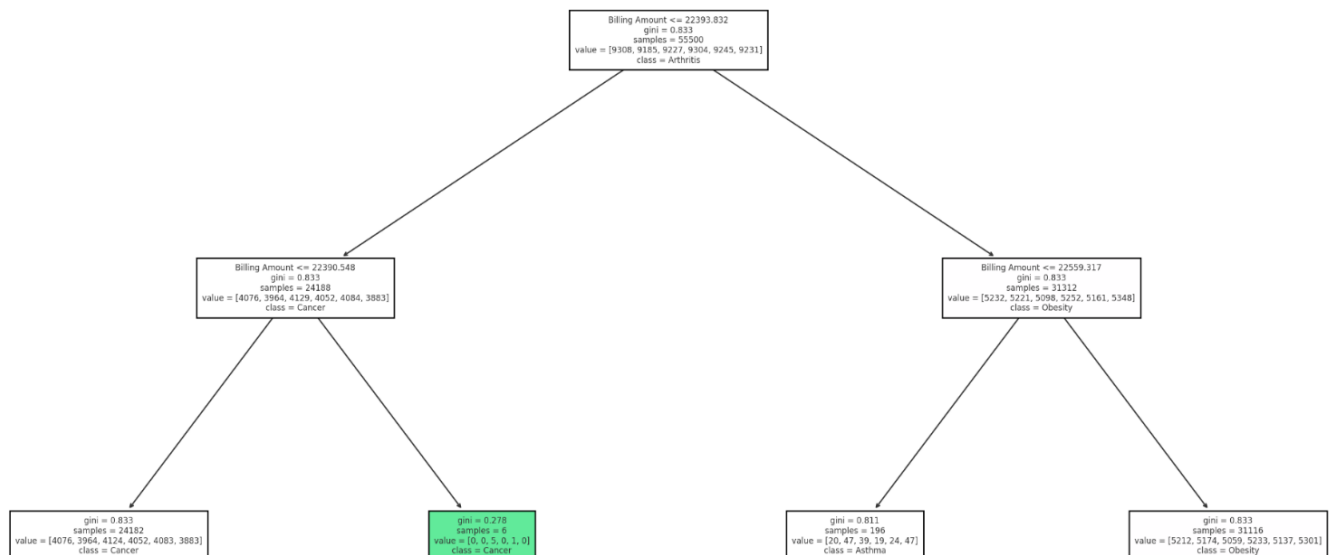 Billing Amount <= 22393.832
gini = 0.833
samples = 55500
value = [9308, 9185, 9227, 9304, 9245, 9231]
class = Arthritis
Billing Amount <= 22390.548
gini = 0.833
samples = 24188
value = [4076, 3964, 4129, 4052, 4084, 3883]
class = Cancer
Billing Amount <= 22559.317
gini = 0.833
samples = 31312
value = [5232, 5221, 5098, 5252, 5161, 5348]
class = Obesity
gini = 0.833
samples = 24182
value = [4076, 3964, 4124, 4052, 4083, 3883]
class = Cancer
gini = 0.278
samples = 6
value = [0, 0, 5, 0, 1, 0]
class = Cancer
gini = 0.811
samples = 196
value = [20, 47, 39, 19, 24, 47]
class = Asthma
gini = 0.833
samples = 31116
value = [5212, 5174, 5059, 5233, 5137, 5301]
class = Obesity